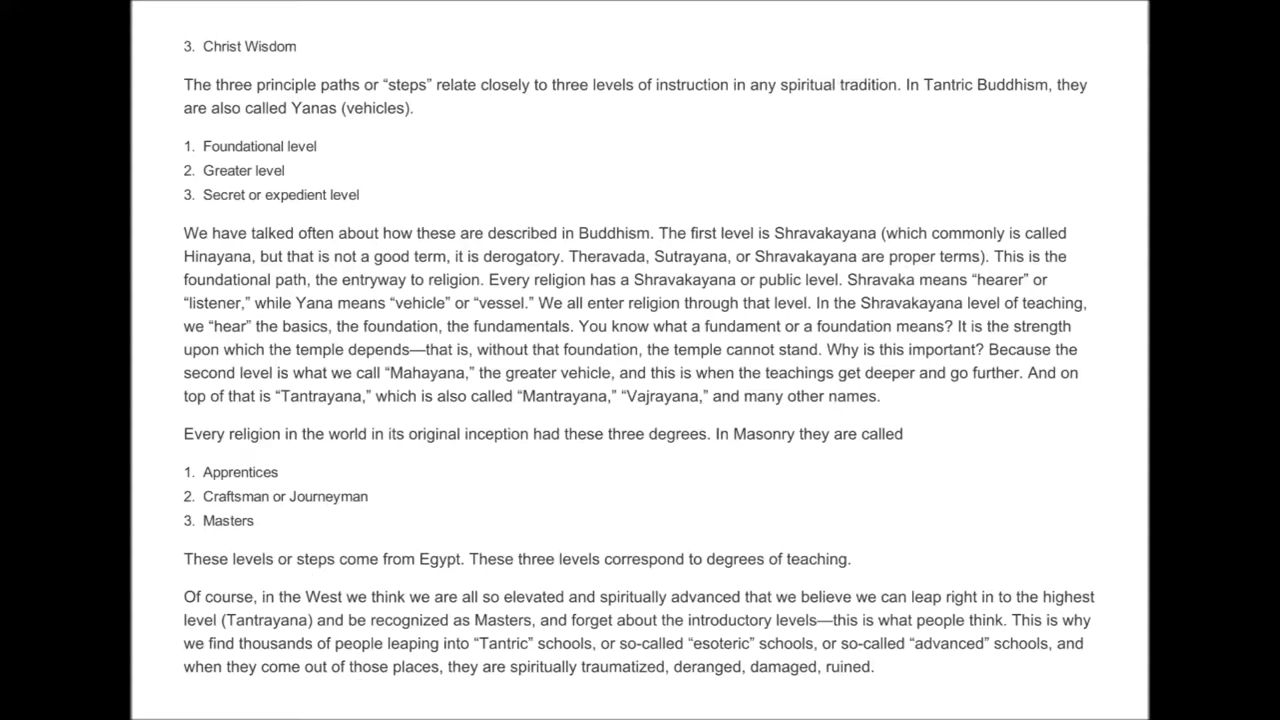 3. Christ Wisdom
The three principle paths or “steps” relate closely to three levels of instruction in any spiritual tradition. In Tantric Buddhism, they
are also called Yanas (vehicles).
1. Foundational level
2. Greater level
3. Secret or expedient level
We have talked often about how these are described in Buddhism. The first level is Shravakayana (which commonly is called
Hinayana, but that is not a good term, it is derogatory. Theravada, Sutrayana, or Shravakayana are proper terms). This is the
foundational path, the entryway to religion. Every religion has a Shravakayana or public level. Shravaka means “hearer” or
“listener,” while Yana means “vehicle” or “vessel.” We all enter religion through that level. In the Shravakayana level of teaching,
we “hear” the basics, the foundation, the fundamentals. You know what a fundament or a foundation means? It is the strength
upon which the temple depends—that is, without that foundation, the temple cannot stand. Why is this important? Because the
second level is what we call “Mahayana,” the greater vehicle, and this is when the teachings get deeper and go further. And on
top of that is “Tantrayana,” which is also called “Mantrayana,” “Vajrayana,” and many other names.
Every religion in the world in its original inception had these three degrees. In Masonry they are called
1. Apprentices
2. Craftsman or Journeyman
3. Masters
These levels or steps come from Egypt. These three levels correspond to degrees of teaching.
Of course, in the West we think we are all so elevated and spiritually advanced that we believe we can leap right in to the highest
level (Tantrayana) and be recognized as Masters, and forget about the introductory levels—this is what people think. This is why
we find thousands of people leaping into “Tantric” schools, or so-called “esoteric” schools, or so-called “advanced” schools, and
when they come out of those places, they are spiritually traumatized, deranged, damaged, ruined.